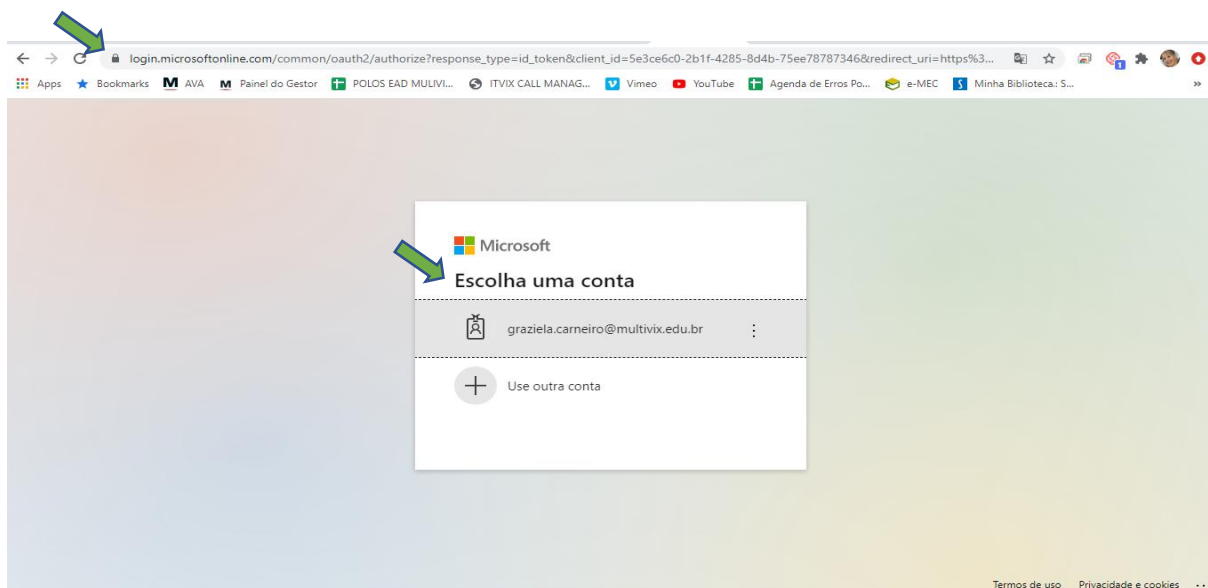 login.microsoftonline.com/common/oauth2/authorize?response_type=id_token&client_id=5e3ce6c0-2b1f-4285-8d4b-75ee78787346&redirect_uri=https%3...
1
Apps Bookmarks M AVA M Painel do Gestor POLOS EAD MULIVI... ITVIX CALL MANAG... Vimeo YouTube Agenda de Erros Po... e-MEC Minha Biblioteca.: S... »
Microsoft
Escolha uma conta
graziela.carneiro@multivix.edu.br
Use outra conta
Termos de uso Privacidade e cookies